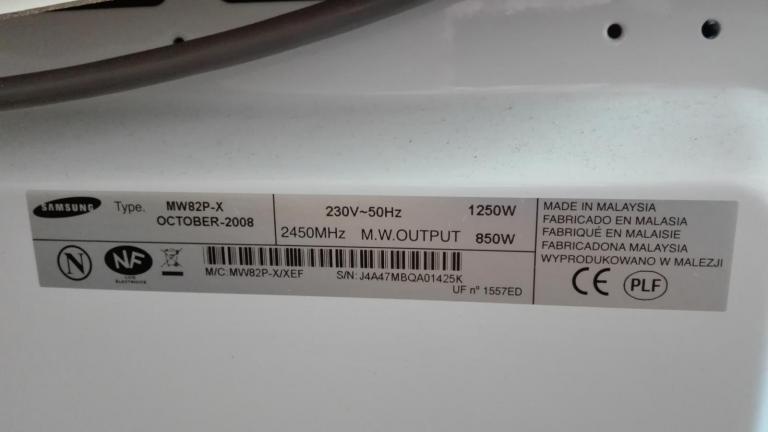 SAMSUNG
Type. MW82P-X
OCTOBER-2008
230V~50Hz 1250W
2450MHz M.W.OUTPUT 850W
MADE IN MALAYSIA
FABRICADO EN MALASIA
FABRIQUÉ EN MALAISIE
FABRICADONA MALAYSIA
WYPRODUKOWANO W MALEZJI
N
NF
ELECTRICITE
M/C:MW82P-X/XEF S/N:J4A47MBQA01425K
UF n° 1557ED
CE PLF